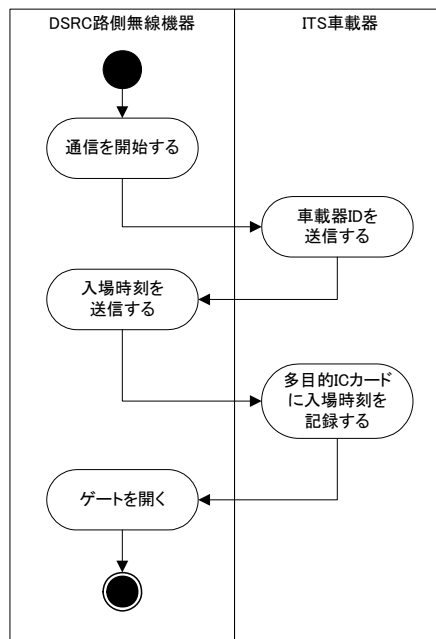 DSRC路側無線機器
ITS車載器
通信を開始する
車載器IDを
送信する
入場時刻を
送信する
多目的ICカード
に入場時刻を
記録する
ゲートを開く